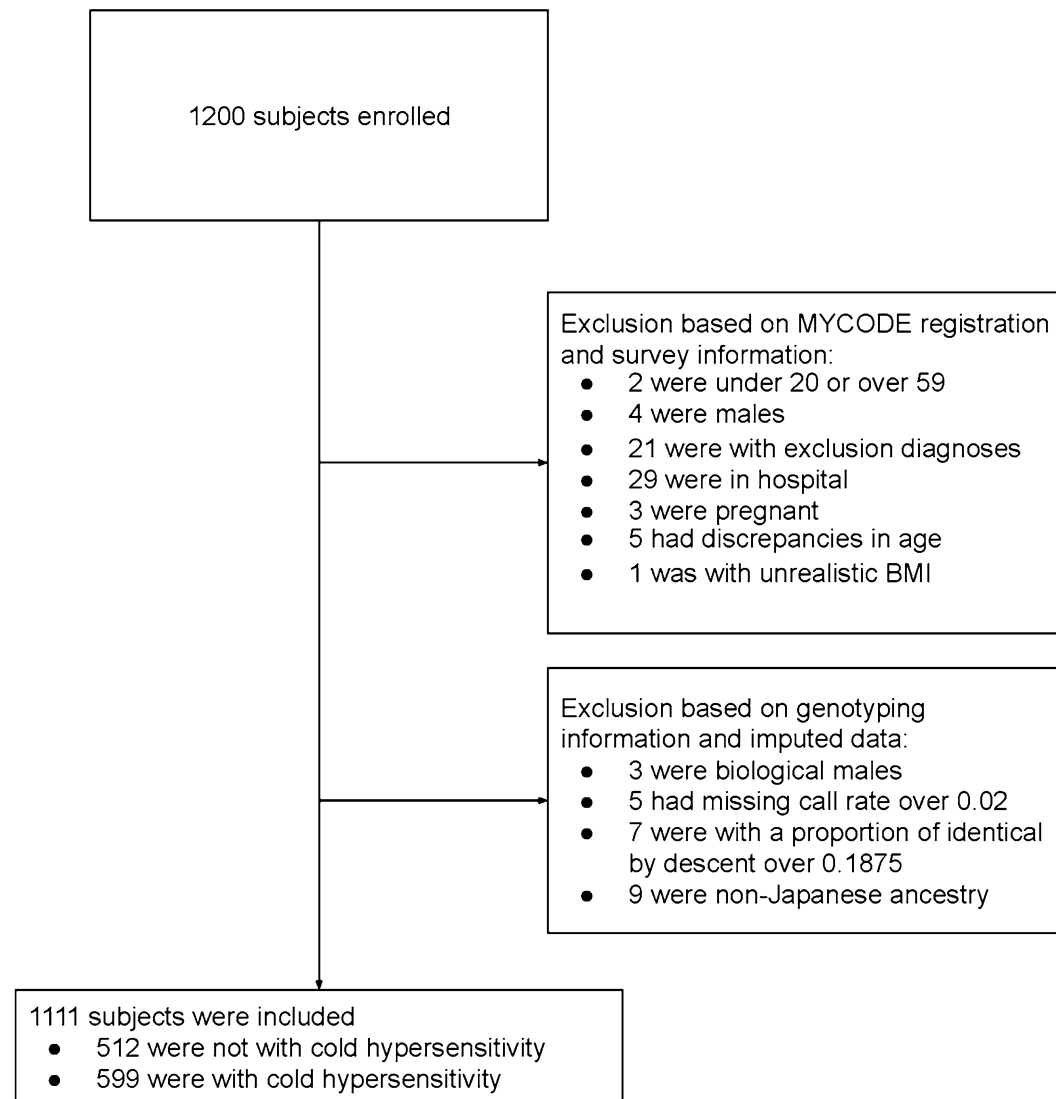 1200 subjects enrolled
Exclusion based on MYCODE registration
and survey information:
● 2 were under 20 or over 59
● 4 were males
● 21 were with exclusion diagnoses
● 29 were in hospital
● 3 were pregnant
● 5 had discrepancies in age
● 1 was with unrealistic BMI
Exclusion based on genotyping
information and imputed data:
● 3 were biological males
● 5 had missing call rate over 0.02
● 7 were with a proportion of identical
by descent over 0.1875
● 9 were non-Japanese ancestry
1111 subjects were included
● 512 were not with cold hypersensitivity
● 599 were with cold hypersensitivity